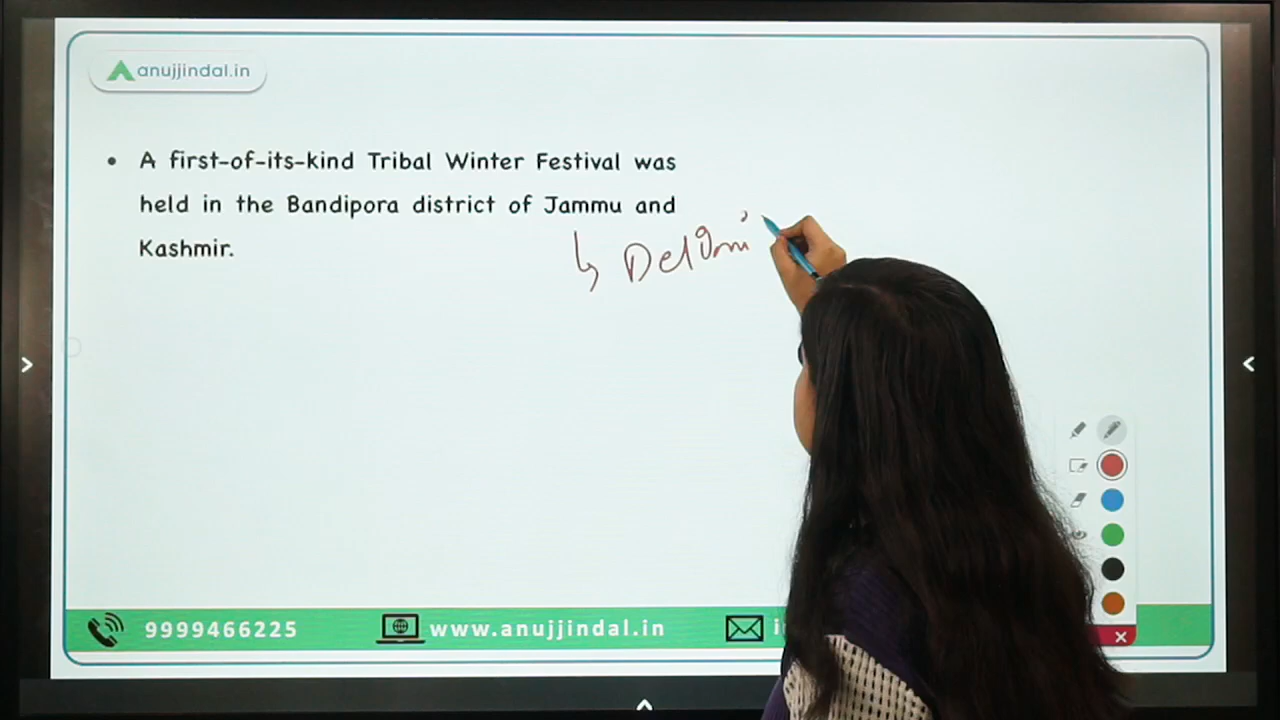 anujjindal.in
A first-of-its-kind Tribal Winter Festival was
held in the Bandipora district of Jammu and
Kashmir.
9999466225
www.anujjindal.in